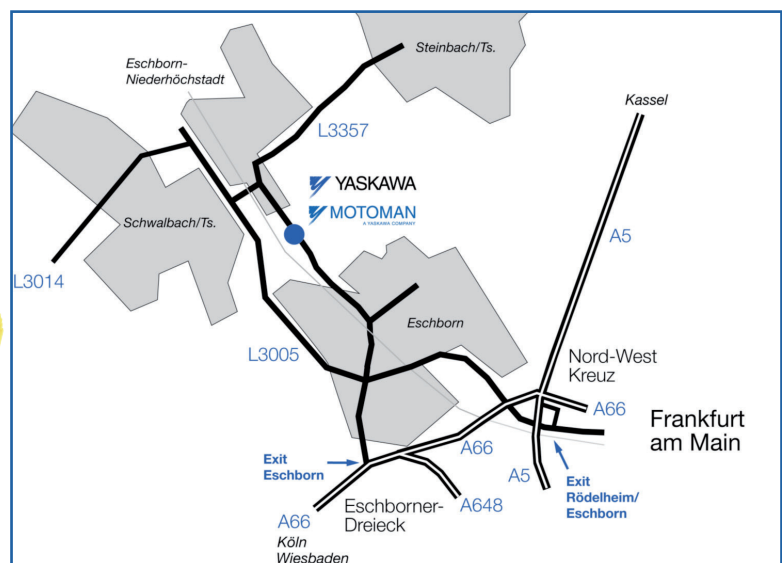 Steinbach/Ts.
Eschborn-
Niederhöchstadt
Kassel
L3357
YASKAWA
MOTOMAN
A YASKAWA COMPANY
Schwalbach/Ts.
A5
L3014
Eschborn
L3005
Nord-West
Kreuz
A66
Frankfurt
am Main
A66
Exit
Eschborn
A5
Exit
Rödelheim/
Eschborn
Eschborner-
Dreieck
A648
A66
Köln
Wiesbaden